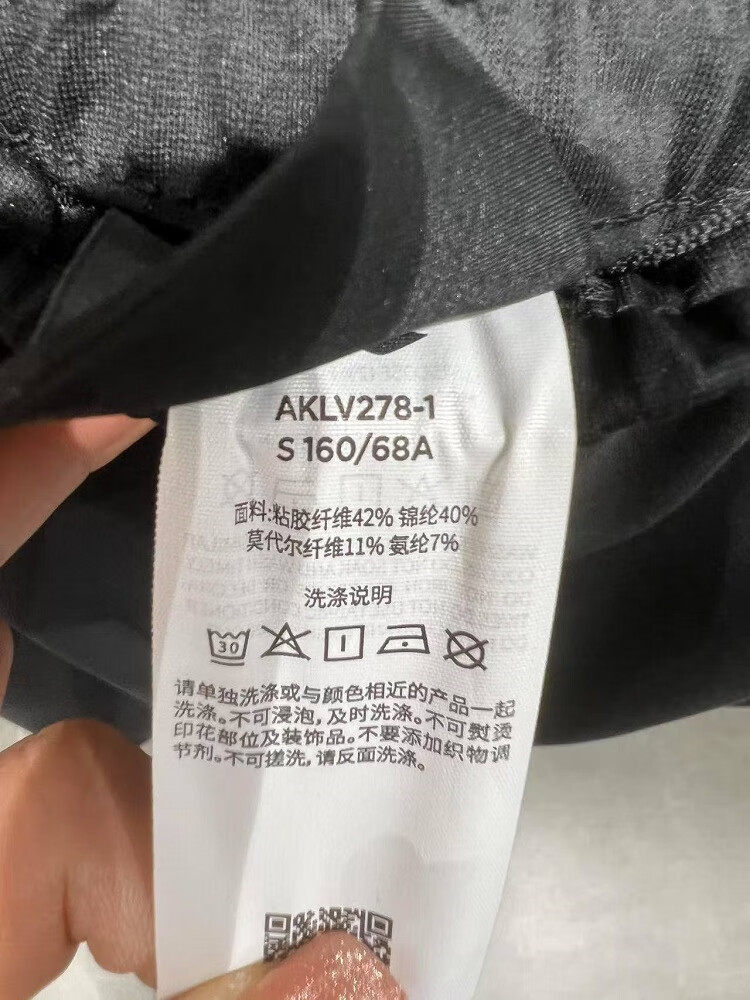 AKLV278-1
S 160/68A
面料:粘胶纤维42% 锦纶40%
莫代尔纤维11% 氨纶7%
洗涤说明
30
请单独洗涤或与颜色相近的产品一起
洗涤。不可浸泡,及时洗涤。不可熨烫
印花部位及装饰品。不要添加织物调
节剂。不可搓洗,请反面洗涤。